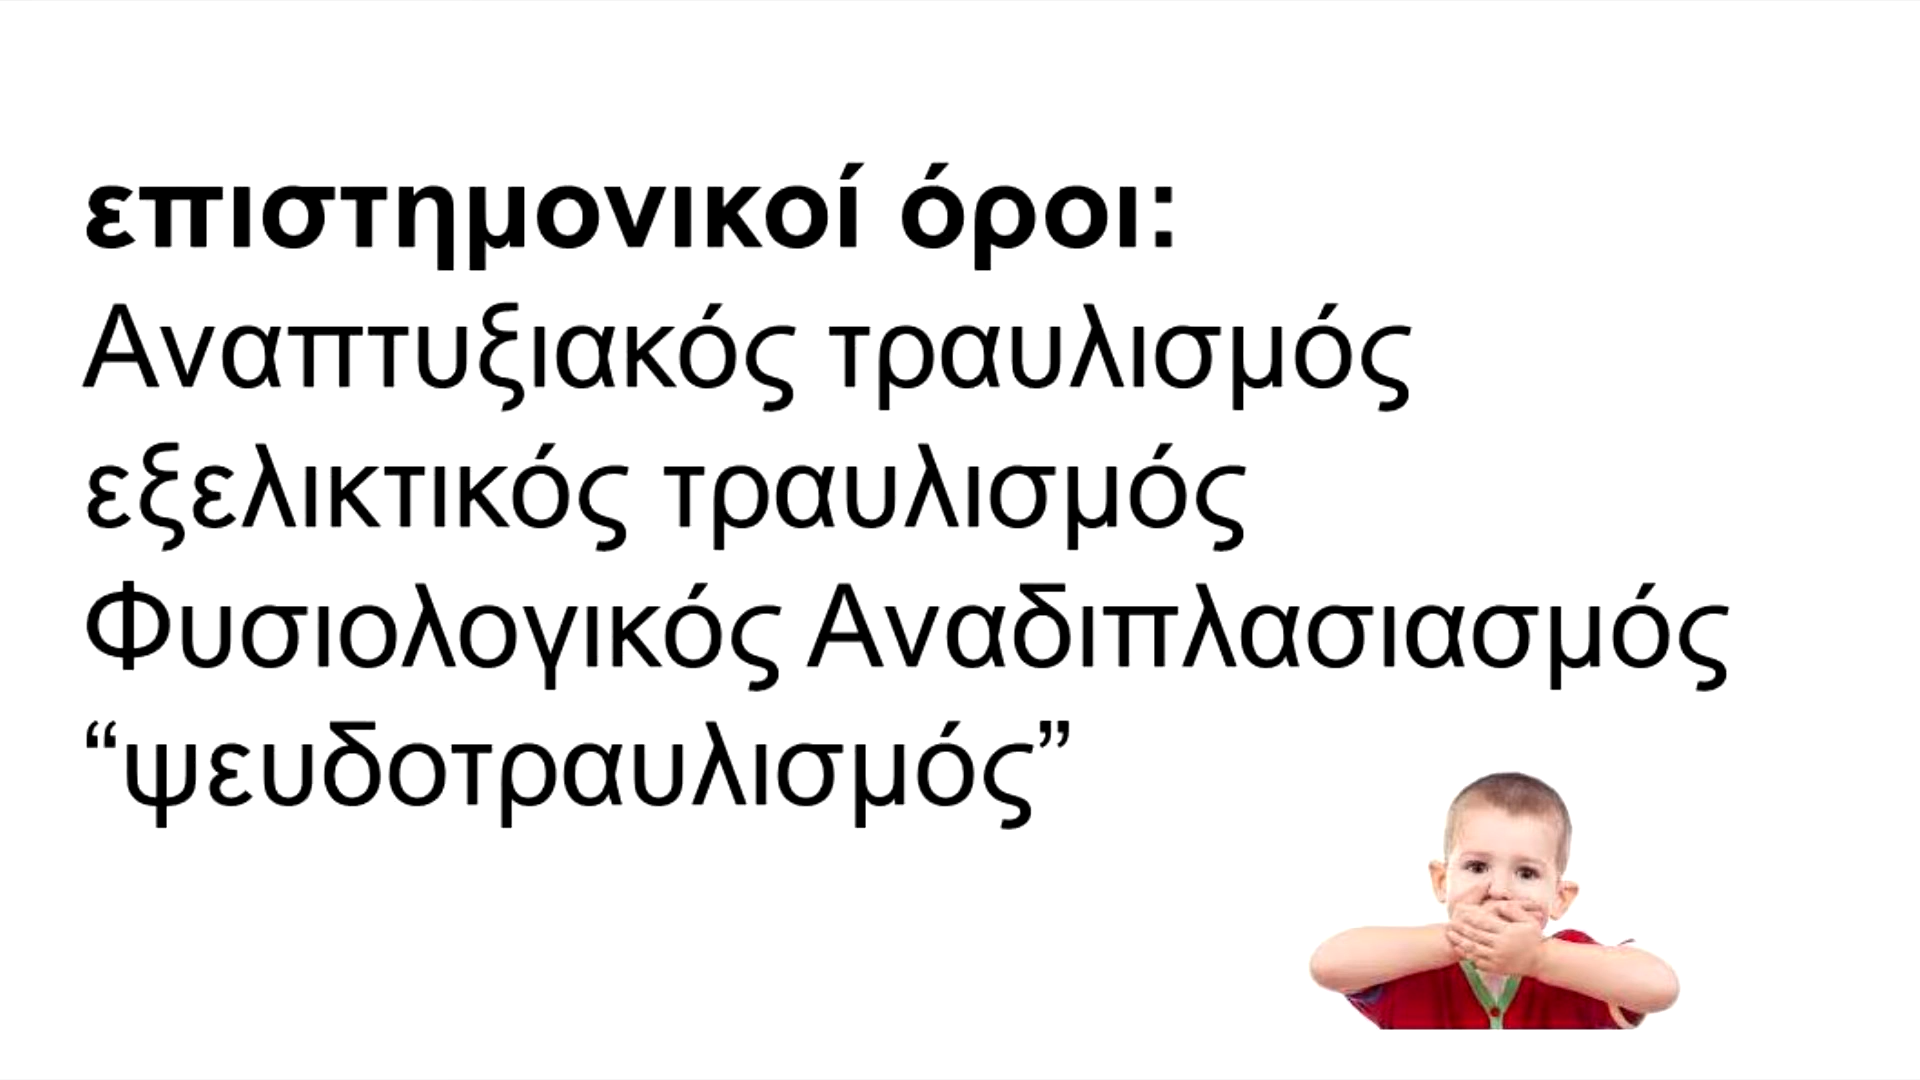 επιστημονικοί όροι:
Αναπτυξιακός τραυλισμός
εξελικτικός τραυλισμός
Φυσιολογικός Αναδιπλασιασμός
“ψευδοτραυλισμός”